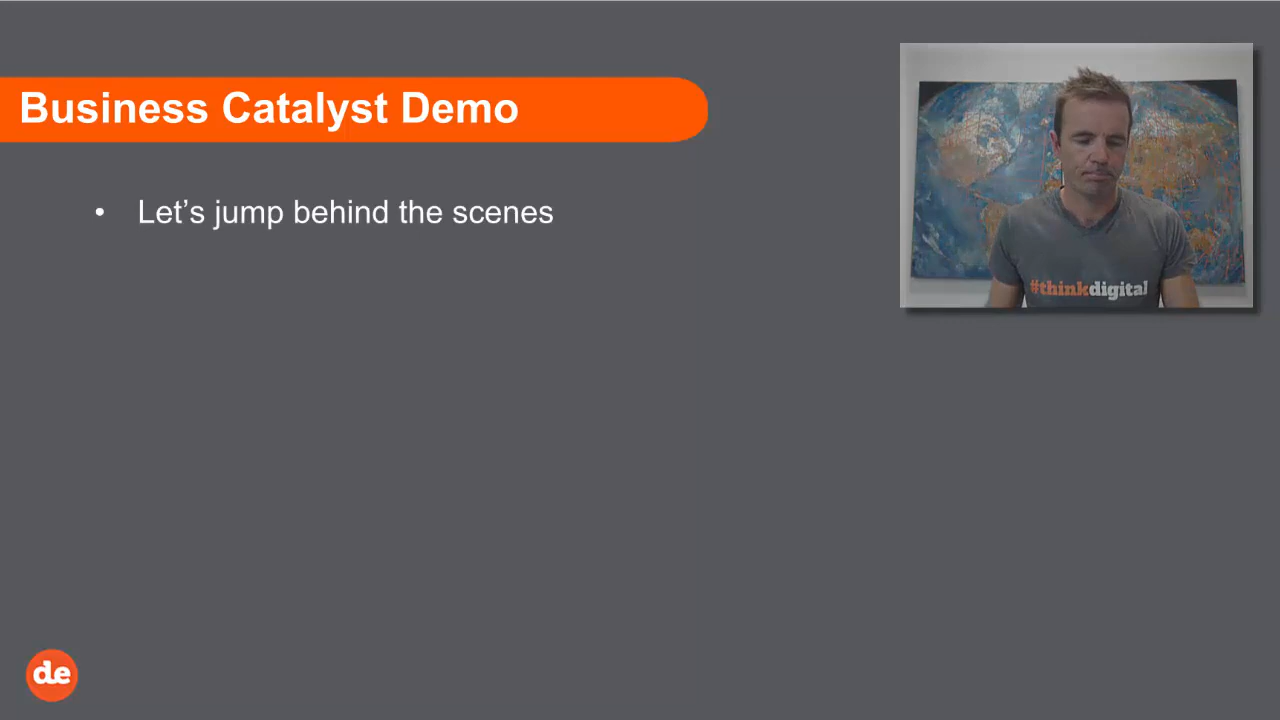 Business Catalyst Demo
• Let’s jump behind the scenes
#thinkdigital
de